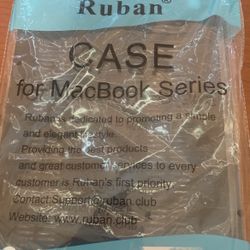 Ruban®
CASE
for MacBook Series
Ruban is dedicated to promoting a simple
and elegant lifestyle.
Providing the best products
and great customer services to every
customer is Ruban's first priority.
Contact:Support@ruban.club
Website: www.ruban.club